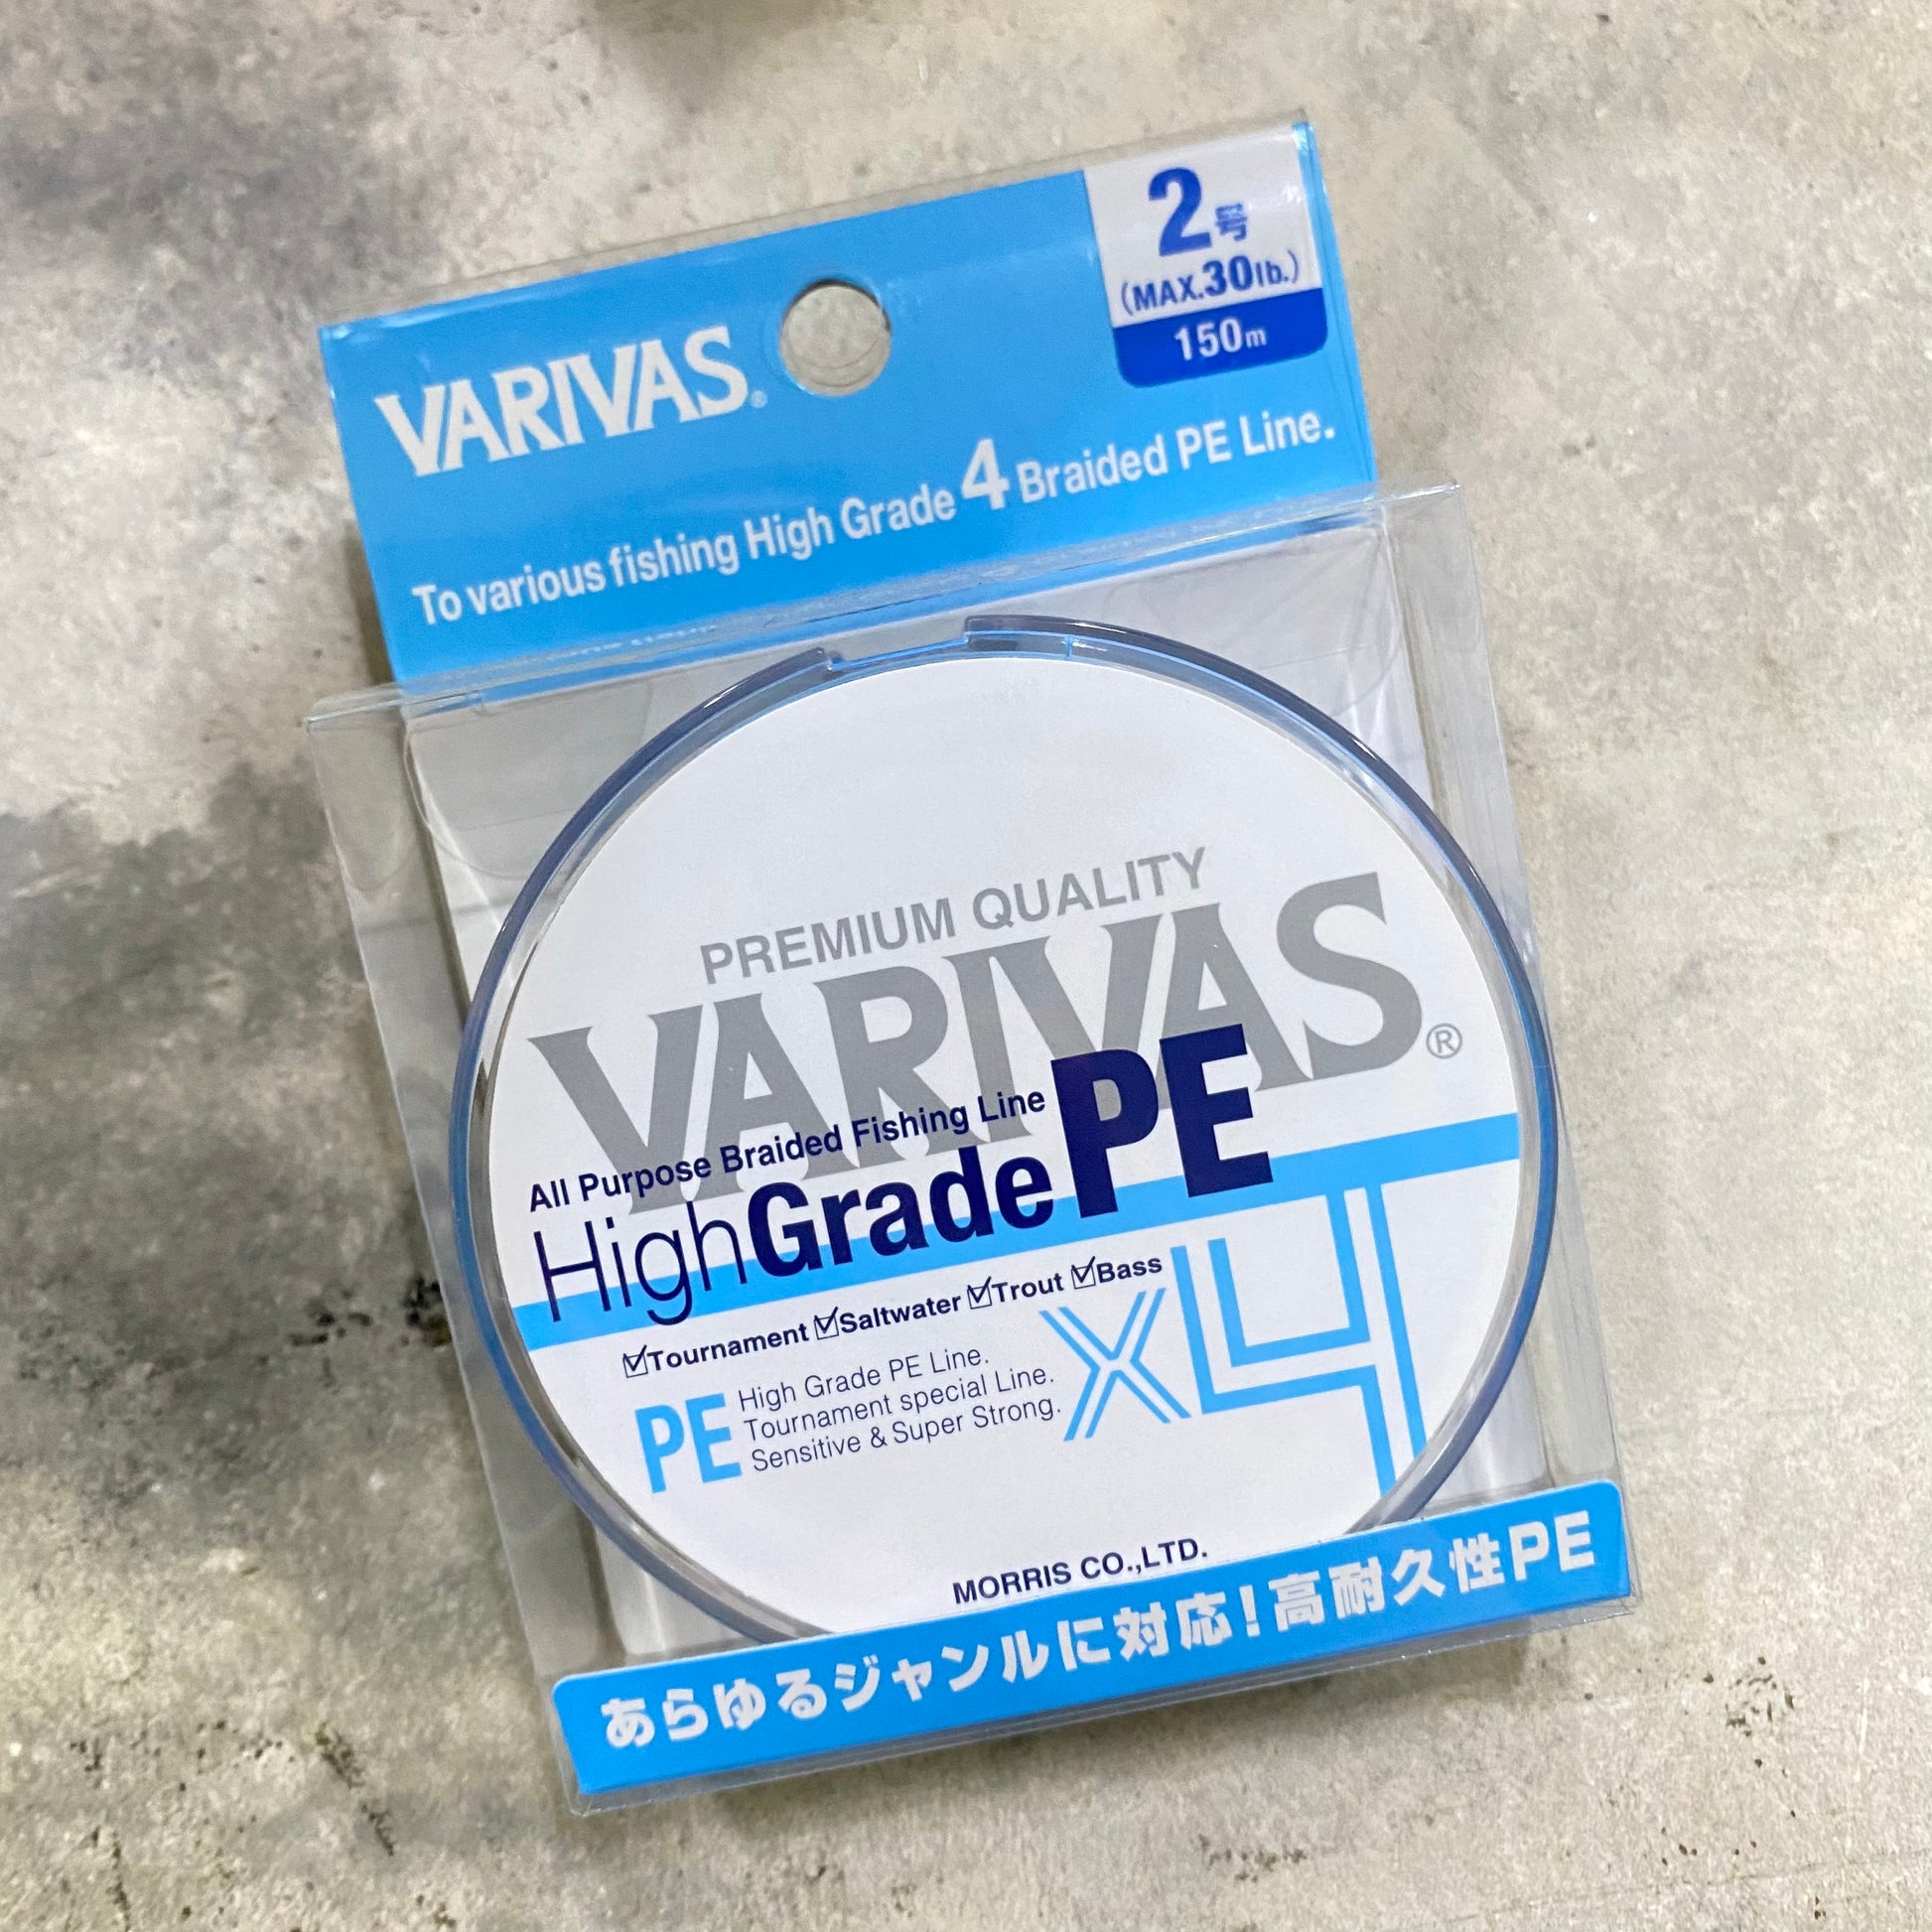 2号
(MAX.30lb.)
150m
VARIVAS®
To various fishing High Grade 4 Braided PE Line.
PREMIUM QUALITY
VARIVAS®
All Purpose Braided Fishing Line
HighGradePE
☑Tournament ☑Saltwater ☑Trout ☑Bass
X4
PE
High Grade PE Line.
Tournament special Line.
Sensitive & Super Strong.
MORRIS CO.,LTD.
あらゆるジャンルに対応!高耐久性PE